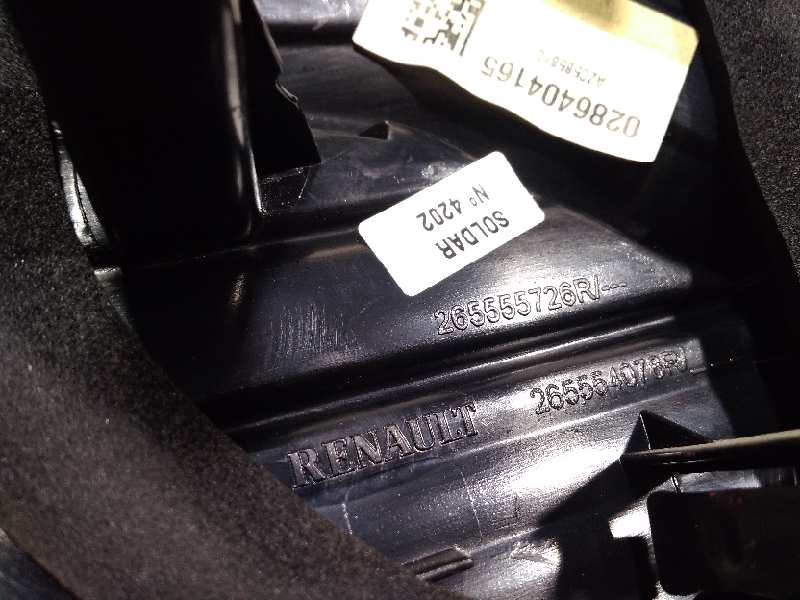 0286404165
SOLDAR
Nº 4202
265555726R/---
265554078R/_
RENAULT